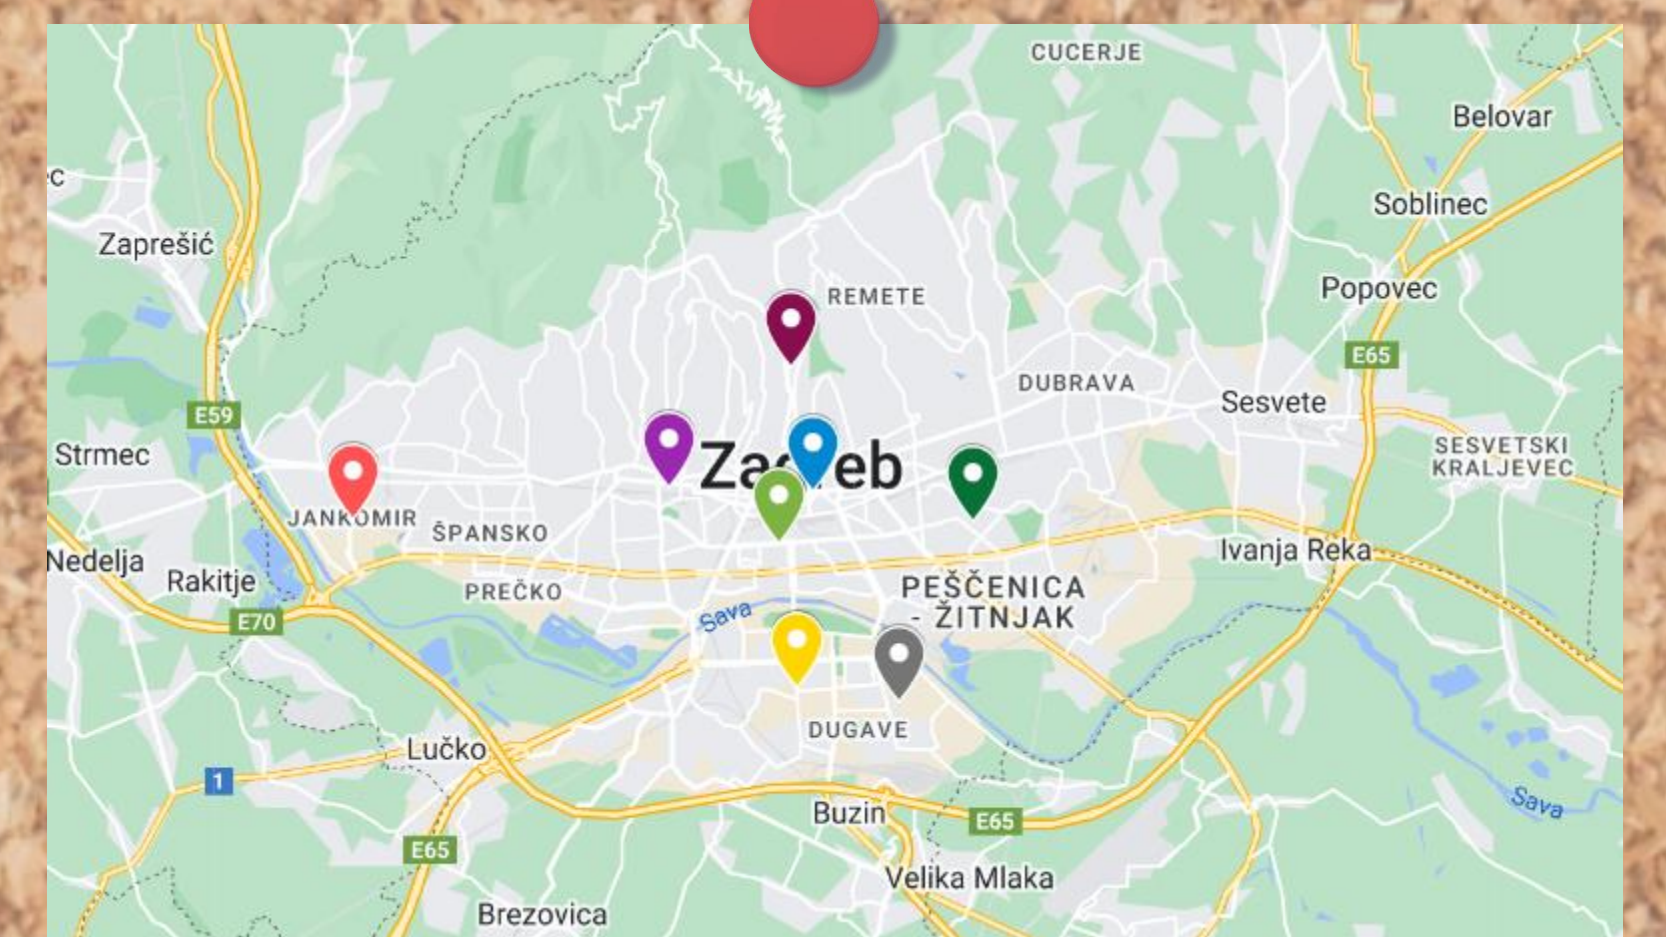 CUCERJE
Belovar
ec
Soblinec
Zaprešić
Popovec
REMETE
E65
DUBRAVA
Sesvete
E59
Strmec
SESVETSKI
KRALJEVEC
Zagreb
JANKOMIR
ŠPANSKO
Nedelja
Rakitje
PREČKO
Ivanja Reka
PEŠČENICA
- ŽITNJAK
Sava
E70
DUGAVE
Lučko
1
Buzin
E65
Sava
E65
Velika Mlaka
Brezovica